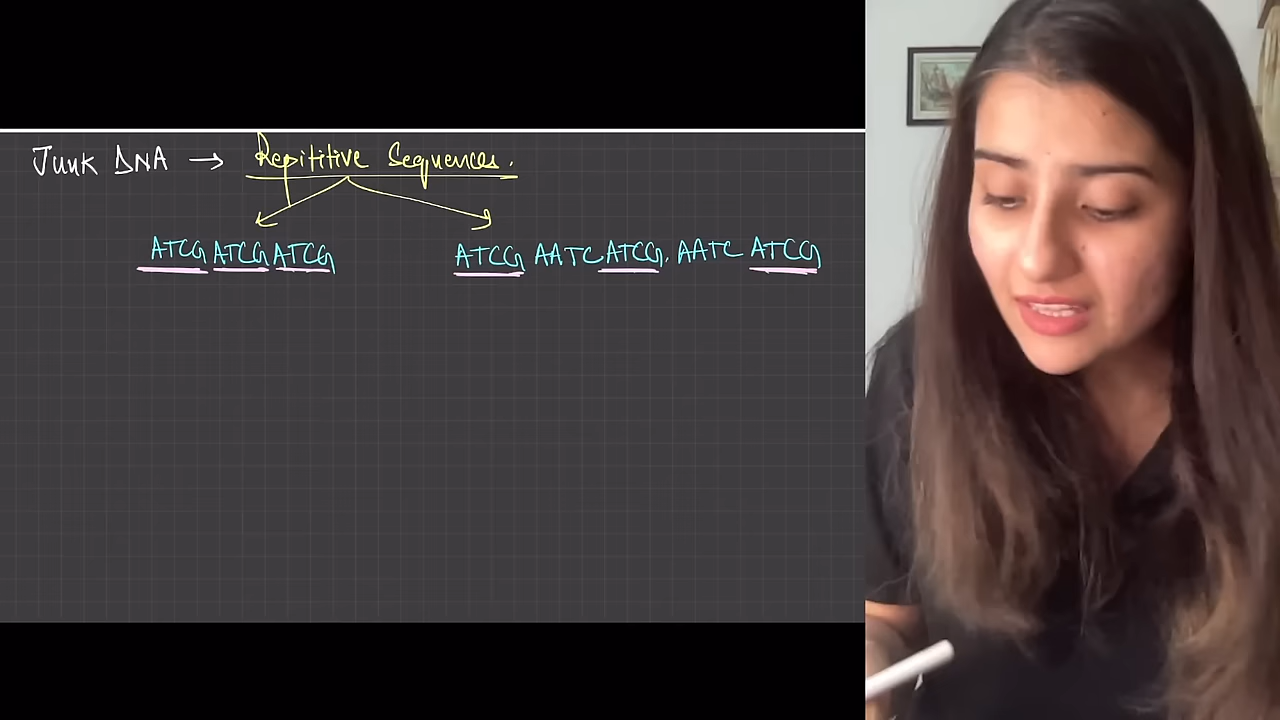 Junk DNA → Repititive Sequences.
ATCG ATCG ATCG ATCG AATC ATCG. AATC ATCG